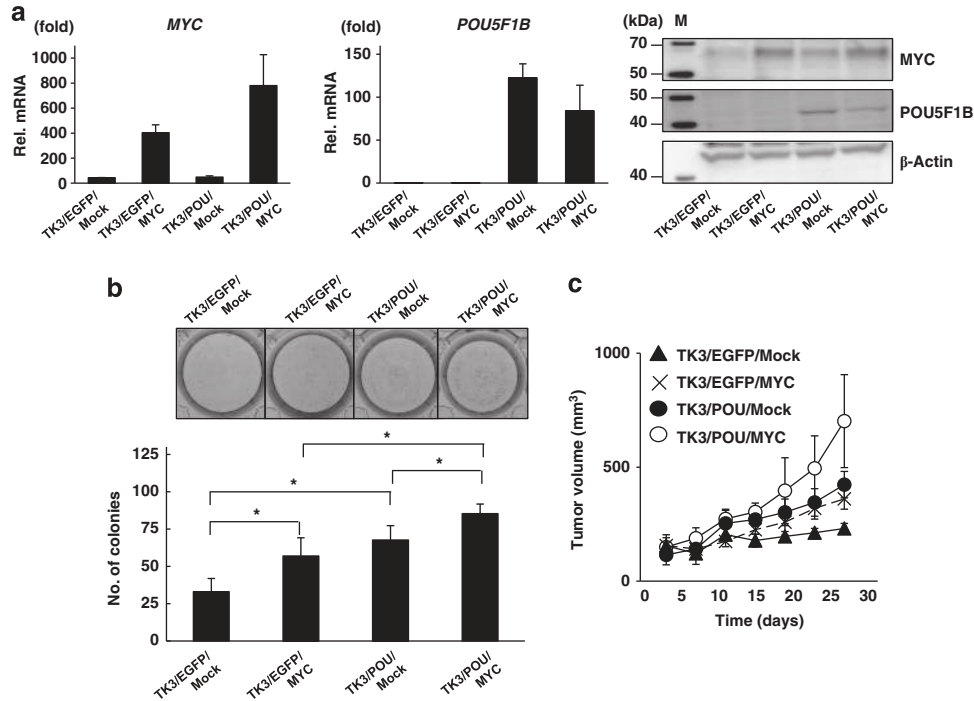 a
(fold)
MYC
1000
800
600
400
200
0
Rel. mRNA
TK3/EGFP/
Mock
TK3/EGFP/
MYC
TK3/POU/
Mock
TK3/POU/
MYC
(fold)
POU5F1B
150
100
50
0
Rel. mRNA
TK3/EGFP/
Mock
TK3/EGFP/
MYC
TK3/POU/
Mock
TK3/POU/
MYC
(kDa) M
70
50
MYC
50
40
POU5F1B
40
β-Actin
TK3/EGFP/
Mock
TK3/EGFP/
MYC
TK3/POU/
Mock
TK3/POU/
MYC
b
TK3/EGFP/
Mock
TK3/EGFP/
MYC
TK3/POU/
Mock
TK3/POU/
MYC
125
100
75
50
25
0
No. of colonies
*
*
*
*
TK3/EGFP/
Mock
TK3/EGFP/
MYC
TK3/POU/
Mock
TK3/POU/
MYC
c
1000
500
0
Tumor volume (mm³)
TK3/EGFP/Mock
TK3/EGFP/MYC
TK3/POU/Mock
TK3/POU/MYC
0 5 10 15 20 25 30
Time (days)